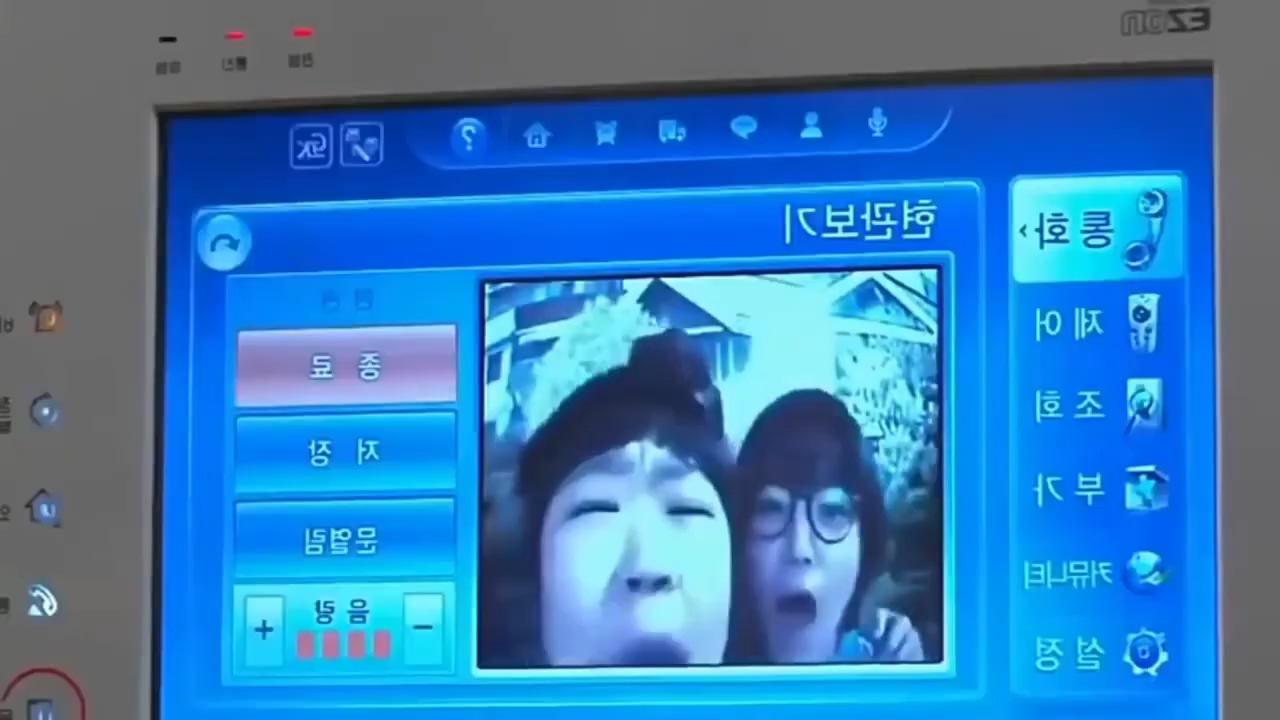 EZON
현관보기
통화
제어
조회
부가
커뮤니티
설정
종 료
저 장
문열림
음 량
- +